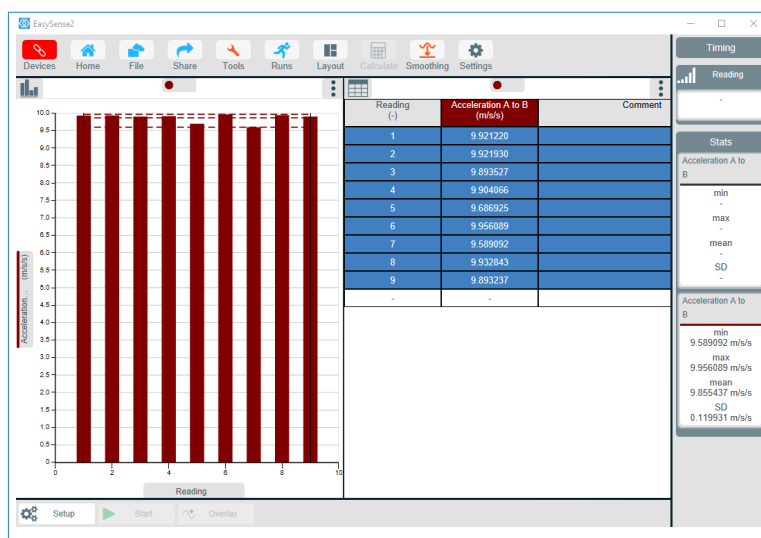 EasySense2
Devices Home File Share Tools Runs Layout Calculate Smoothing Settings
Timing
Reading
-
Stats
Acceleration A to
B
min
-
max
-
mean
-
SD
-
Acceleration A to
B
min
9.589092 m/s/s
max
9.956089 m/s/s
mean
9.855437 m/s/s
SD
0.119931 m/s/s
10.0
9.5
9.0
8.5
8.0
7.5
7.0
6.5
6.0
5.5
5.0
4.5
4.0
3.5
3.0
2.5
2.0
1.5
1.0
0.5
0
Acceleration... (m/s/s)
0 2 4 6 8 10
Reading
Reading Acceleration A to B Comment
(-) (m/s/s)
1 9.921220
2 9.921930
3 9.893527
4 9.904066
5 9.686925
6 9.956089
7 9.589092
8 9.932843
9 9.893237
- -
Setup Start Overlay